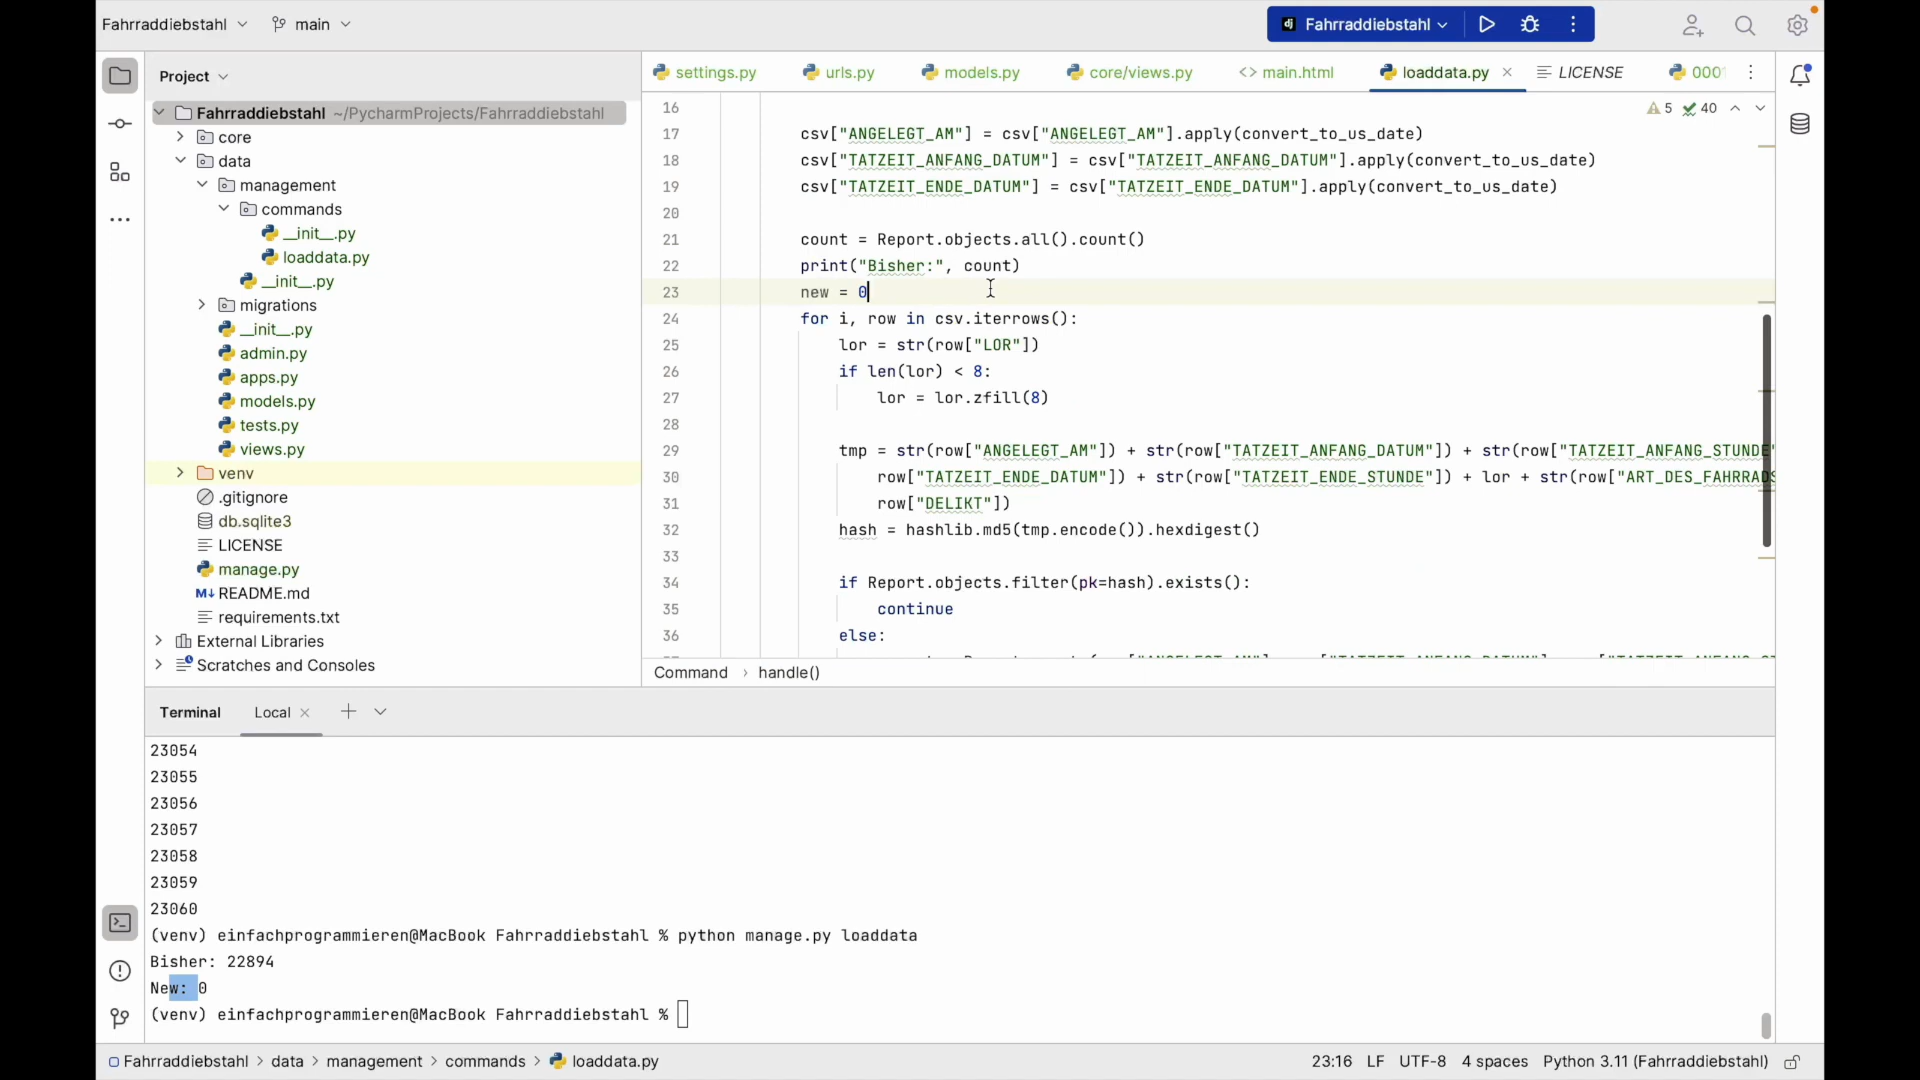 Fahrraddiebstahl
main
Fahrraddiebstahl
Project
settings.py
urls.py
models.py
core/views.py
<> main.html
loaddata.py
LICENSE
000
5
40
Fahrraddiebstahl ~/PycharmProjects/Fahrraddiebstahl
core
data
management
commands
__init__.py
loaddata.py
__init__.py
migrations
__init__.py
admin.py
apps.py
models.py
tests.py
views.py
venv
.gitignore
db.sqlite3
LICENSE
manage.py
M↓ README.md
requirements.txt
External Libraries
Scratches and Consoles
16
17 csv["ANGELEGT_AM"] = csv["ANGELEGT_AM"].apply(convert_to_us_date)
18 csv["TATZEIT_ANFANG_DATUM"] = csv["TATZEIT_ANFANG_DATUM"].apply(convert_to_us_date)
19 csv["TATZEIT_ENDE_DATUM"] = csv["TATZEIT_ENDE_DATUM"].apply(convert_to_us_date)
20
21 count = Report.objects.all().count()
22 print("Bisher:", count)
23 new = 0
24 for i, row in csv.iterrows():
25 lor = str(row["LOR"])
26 if len(lor) < 8:
27 lor = lor.zfill(8)
28
29 tmp = str(row["ANGELEGT_AM"]) + str(row["TATZEIT_ANFANG_DATUM"]) + str(row["TATZEIT_ANFANG_STUNDE"
30 row["TATZEIT_ENDE_DATUM"]) + str(row["TATZEIT_ENDE_STUNDE"]) + lor + str(row["ART_DES_FAHRRADS
31 row["DELIKT"])
32 hash = hashlib.md5(tmp.encode()).hexdigest()
33
34 if Report.objects.filter(pk=hash).exists():
35 continue
36 else:
Command › handle()
Terminal
Local
23054
23055
23056
23057
23058
23059
23060
(venv) einfachprogrammieren@MacBook Fahrraddiebstahl % python manage.py loaddata
Bisher: 22894
New: 0
(venv) einfachprogrammieren@MacBook Fahrraddiebstahl %
Fahrraddiebstahl > data > management > commands > loaddata.py
23:16 LF UTF-8 4 spaces Python 3.11 (Fahrraddiebstahl)